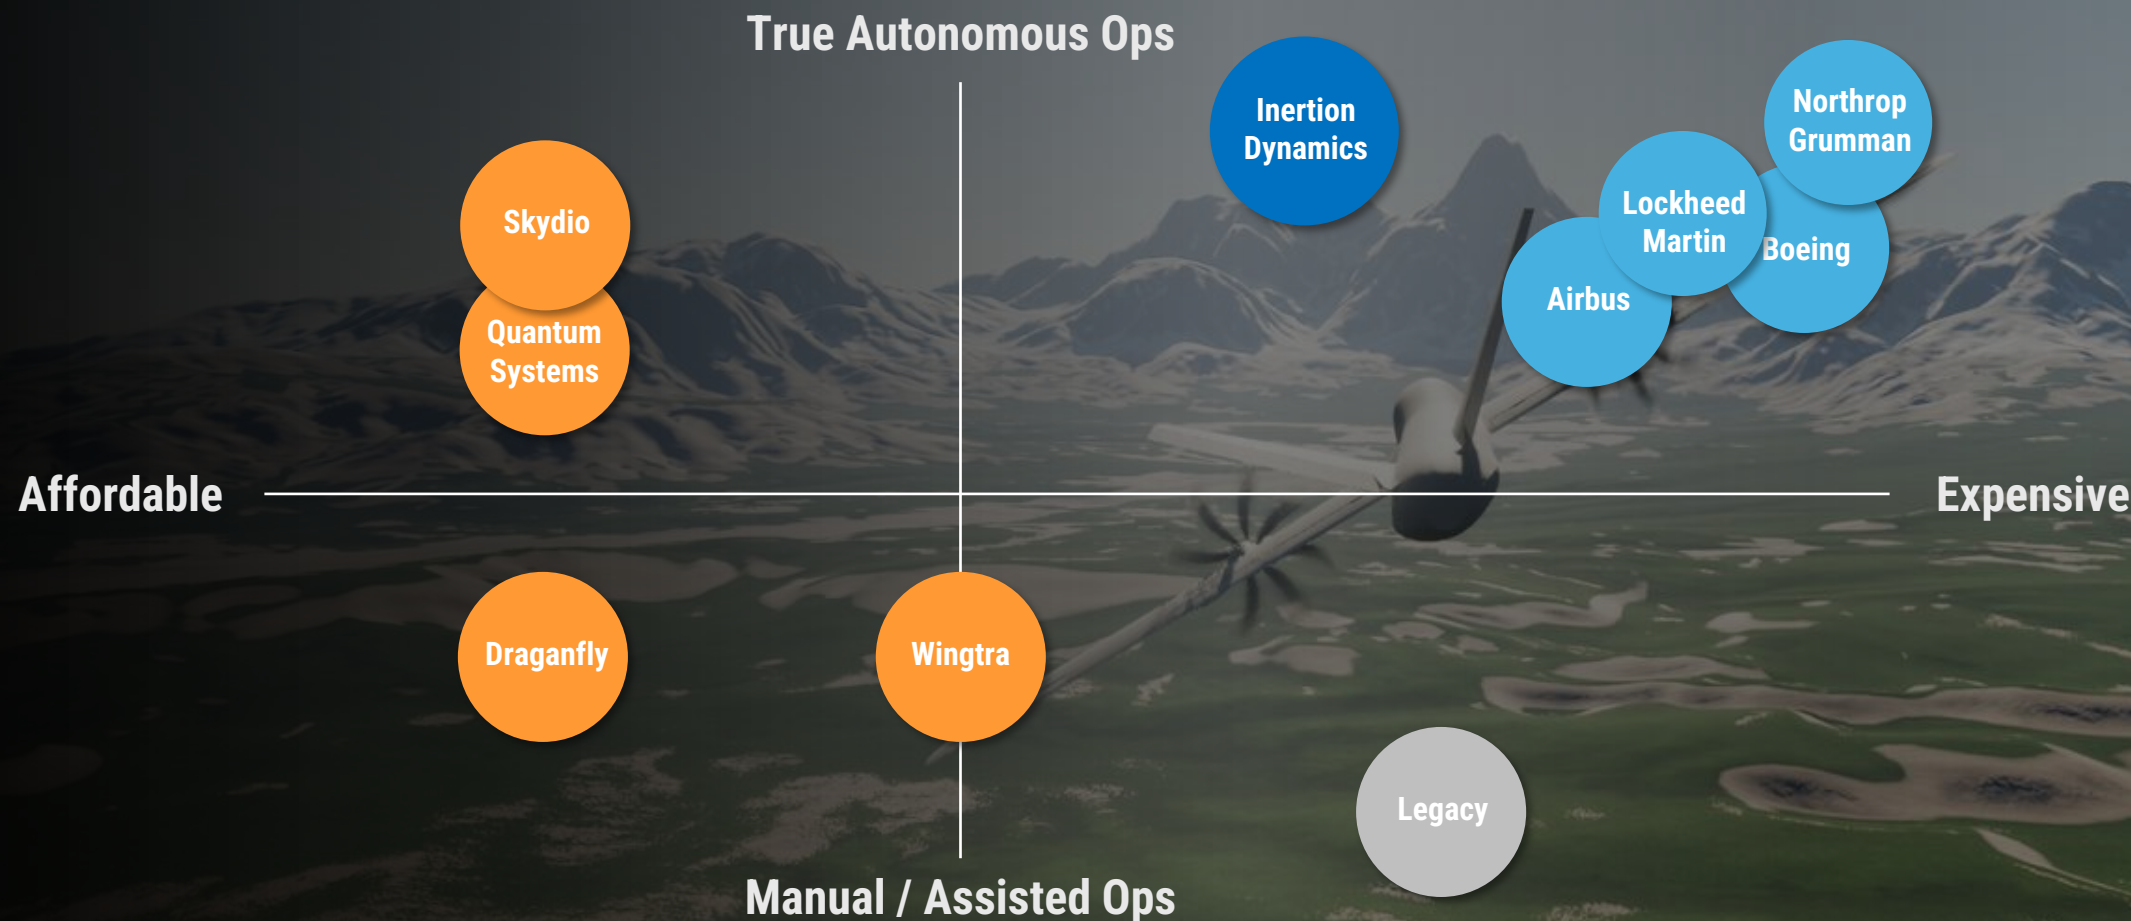 True Autonomous Ops
Inertion
Dynamics
Northrop
Grumman
Lockheed
Martin
Boeing
Skydio
Airbus
Quantum
Systems
Affordable
Expensive
Draganfly
Wingtra
Legacy
Manual / Assisted Ops